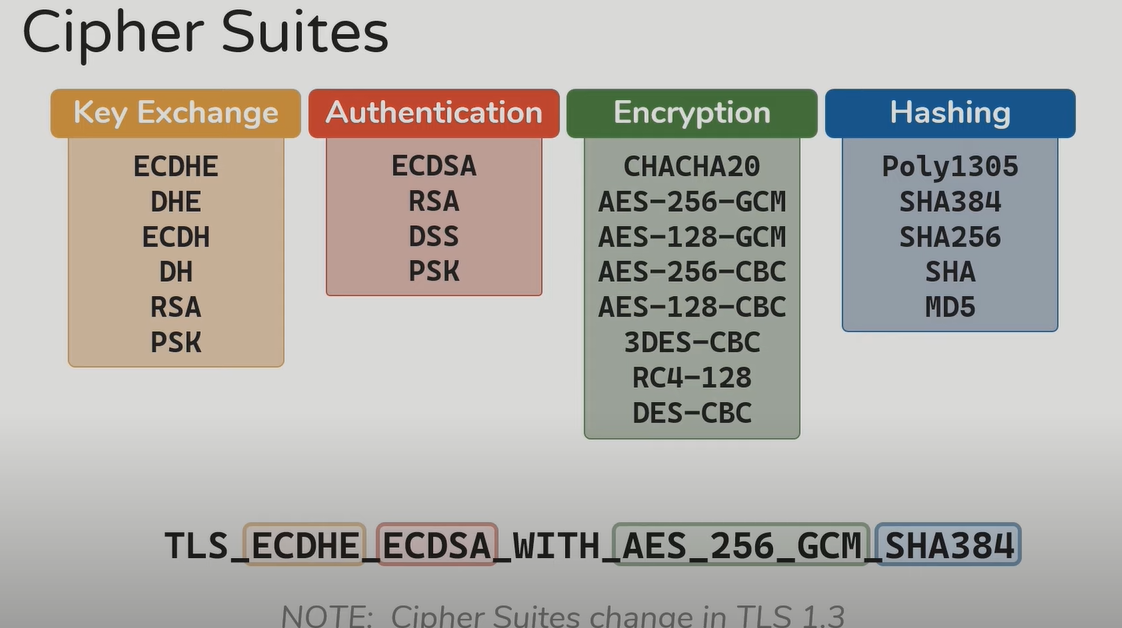 Cipher Suites
Key Exchange
ECDHE
DHE
ECDH
DH
RSA
PSK
Authentication
ECDSA
RSA
DSS
PSK
Encryption
CHACHA20
AES-256-GCM
AES-128-GCM
AES-256-CBC
AES-128-CBC
3DES-CBC
RC4-128
DES-CBC
Hashing
Poly1305
SHA384
SHA256
SHA
MD5
TLS_ECDHE_ECDSA_WITH_AES_256_GCM_SHA384
NOTE: Cipher Suites change in TLS 1.3